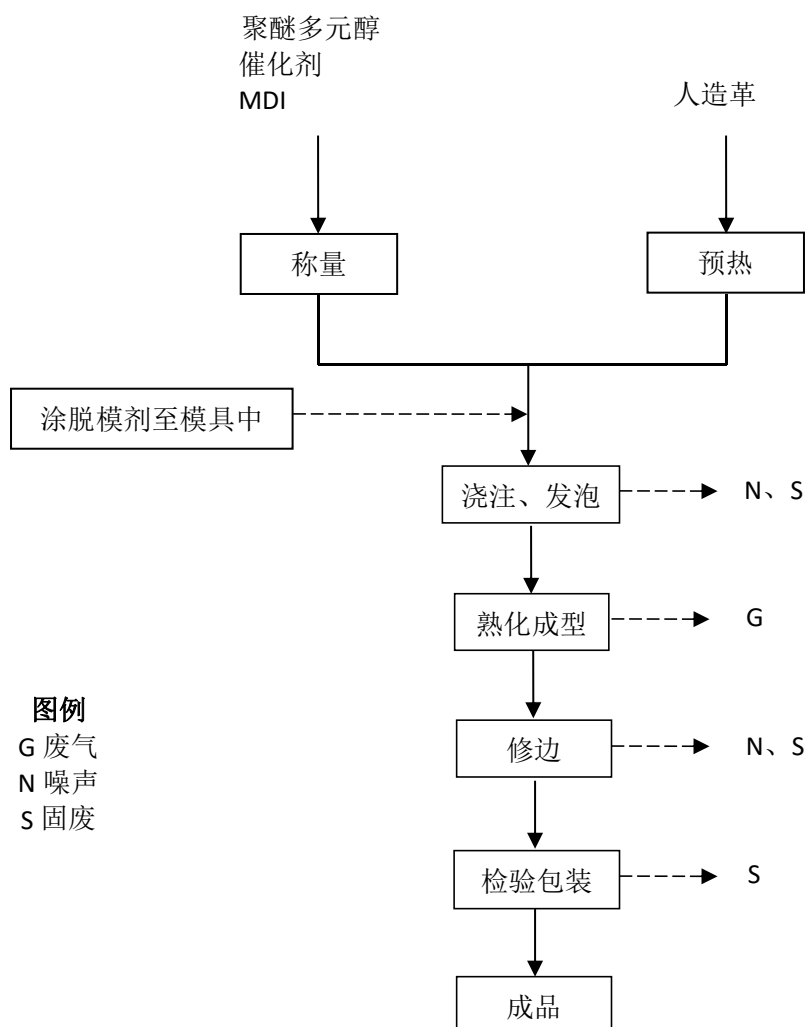 聚醚多元醇
催化剂
MDI
人造革
称量
预热
涂脱模剂至模具中
浇注、发泡
N、S
熟化成型
G
图例
G 废气
N 噪声
S 固废
修边
N、S
检验包装
S
成品